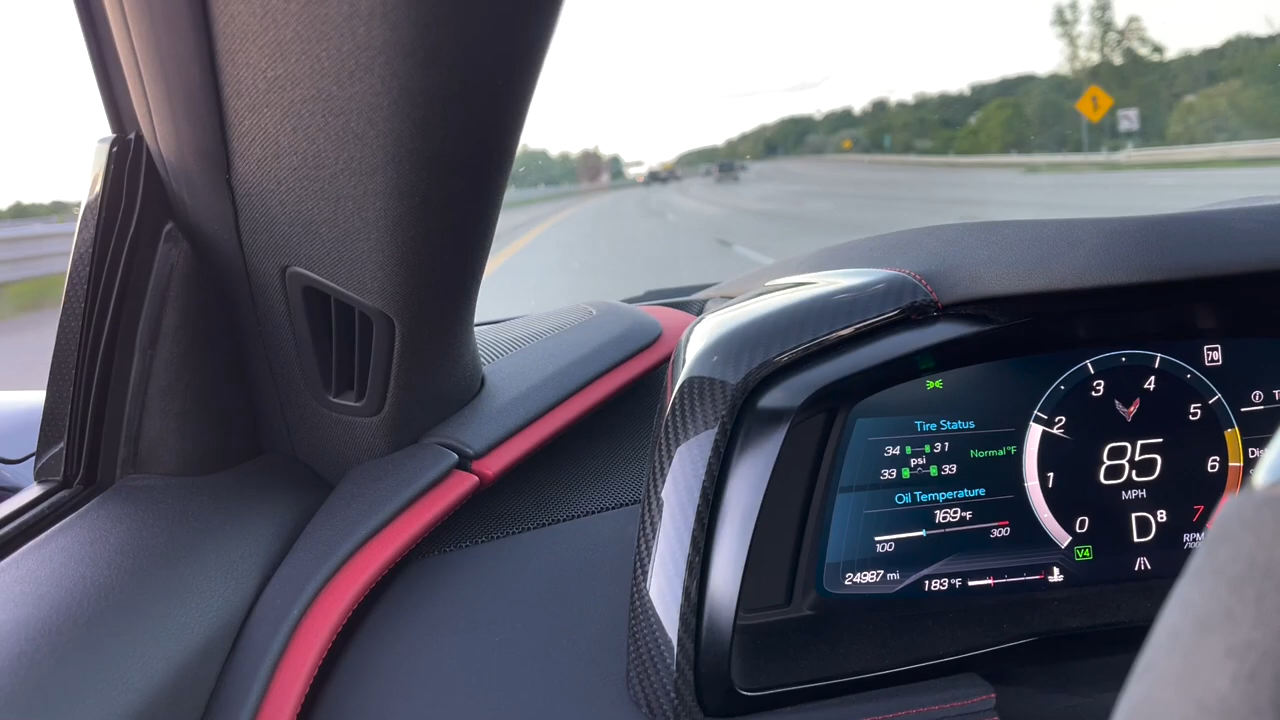 70
Tire Status
34 31
psi
Normal°F
33 33
Oil Temperature
169°F
100 300
24987 mi
183 °F
0
1
2
3
4
5
6
7
85
MPH
D8
V4
RPM